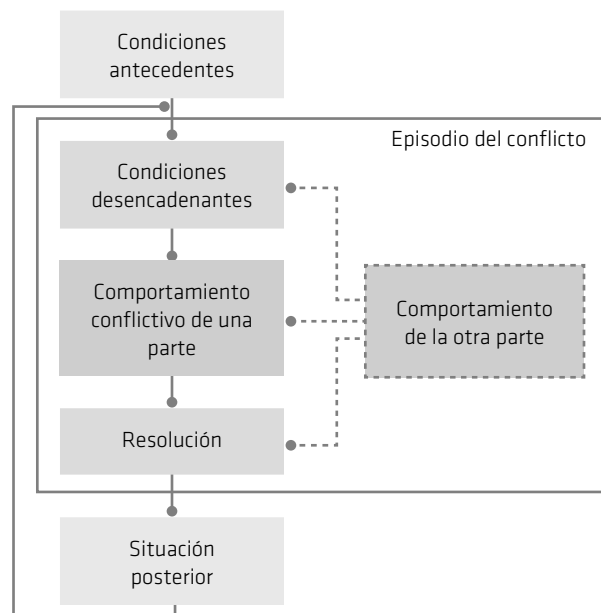 Condiciones
antecedentes
Episodio del conflicto
Condiciones
desencadenantes
Comportamiento
conflictivo de una
parte
Comportamiento
de la otra parte
Resolución
Situación
posterior